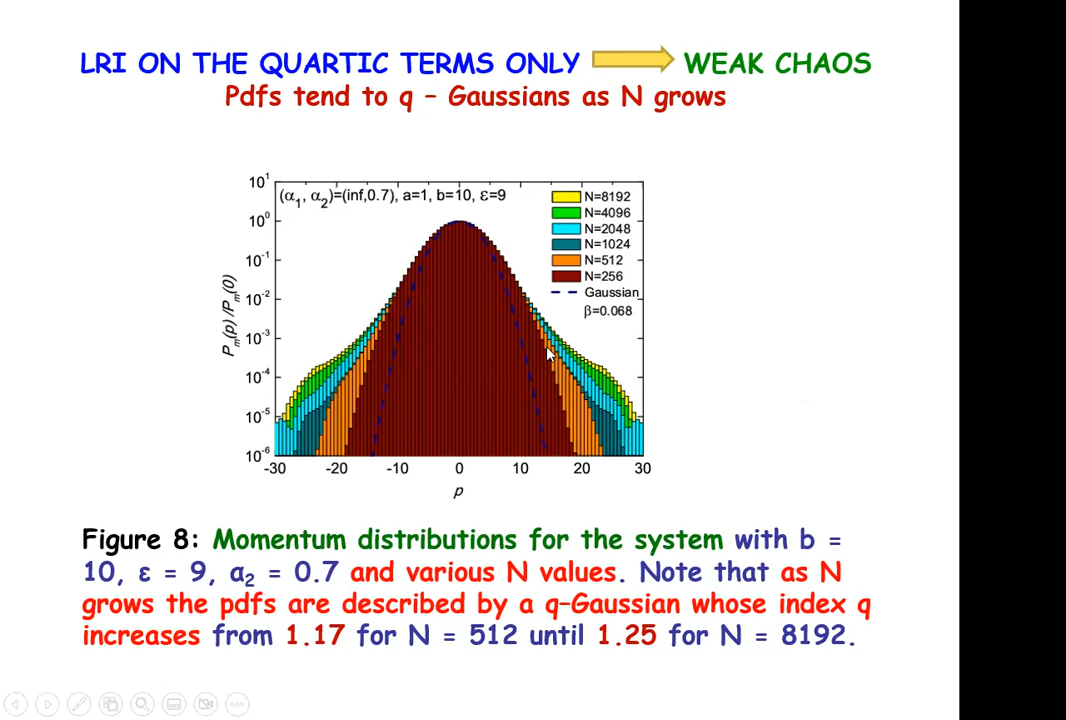 LRI ON THE QUARTIC TERMS ONLY WEAK CHAOS
Pdfs tend to q – Gaussians as N grows
(α1, α2)=(inf,0.7), a=1, b=10, ε=9
N=8192
N=4096
N=2048
N=1024
N=512
N=256
Gaussian
β=0.068
10^1
10^0
10^-1
10^-2
10^-3
10^-4
10^-5
10^-6
Pm(p) /Pm(0)
-30 -20 -10 0 10 20 30
p
Figure 8: Momentum distributions for the system with b =
10, ε = 9, α2 = 0.7 and various N values. Note that as N
grows the pdfs are described by a q–Gaussian whose index q
increases from 1.17 for N = 512 until 1.25 for N = 8192.